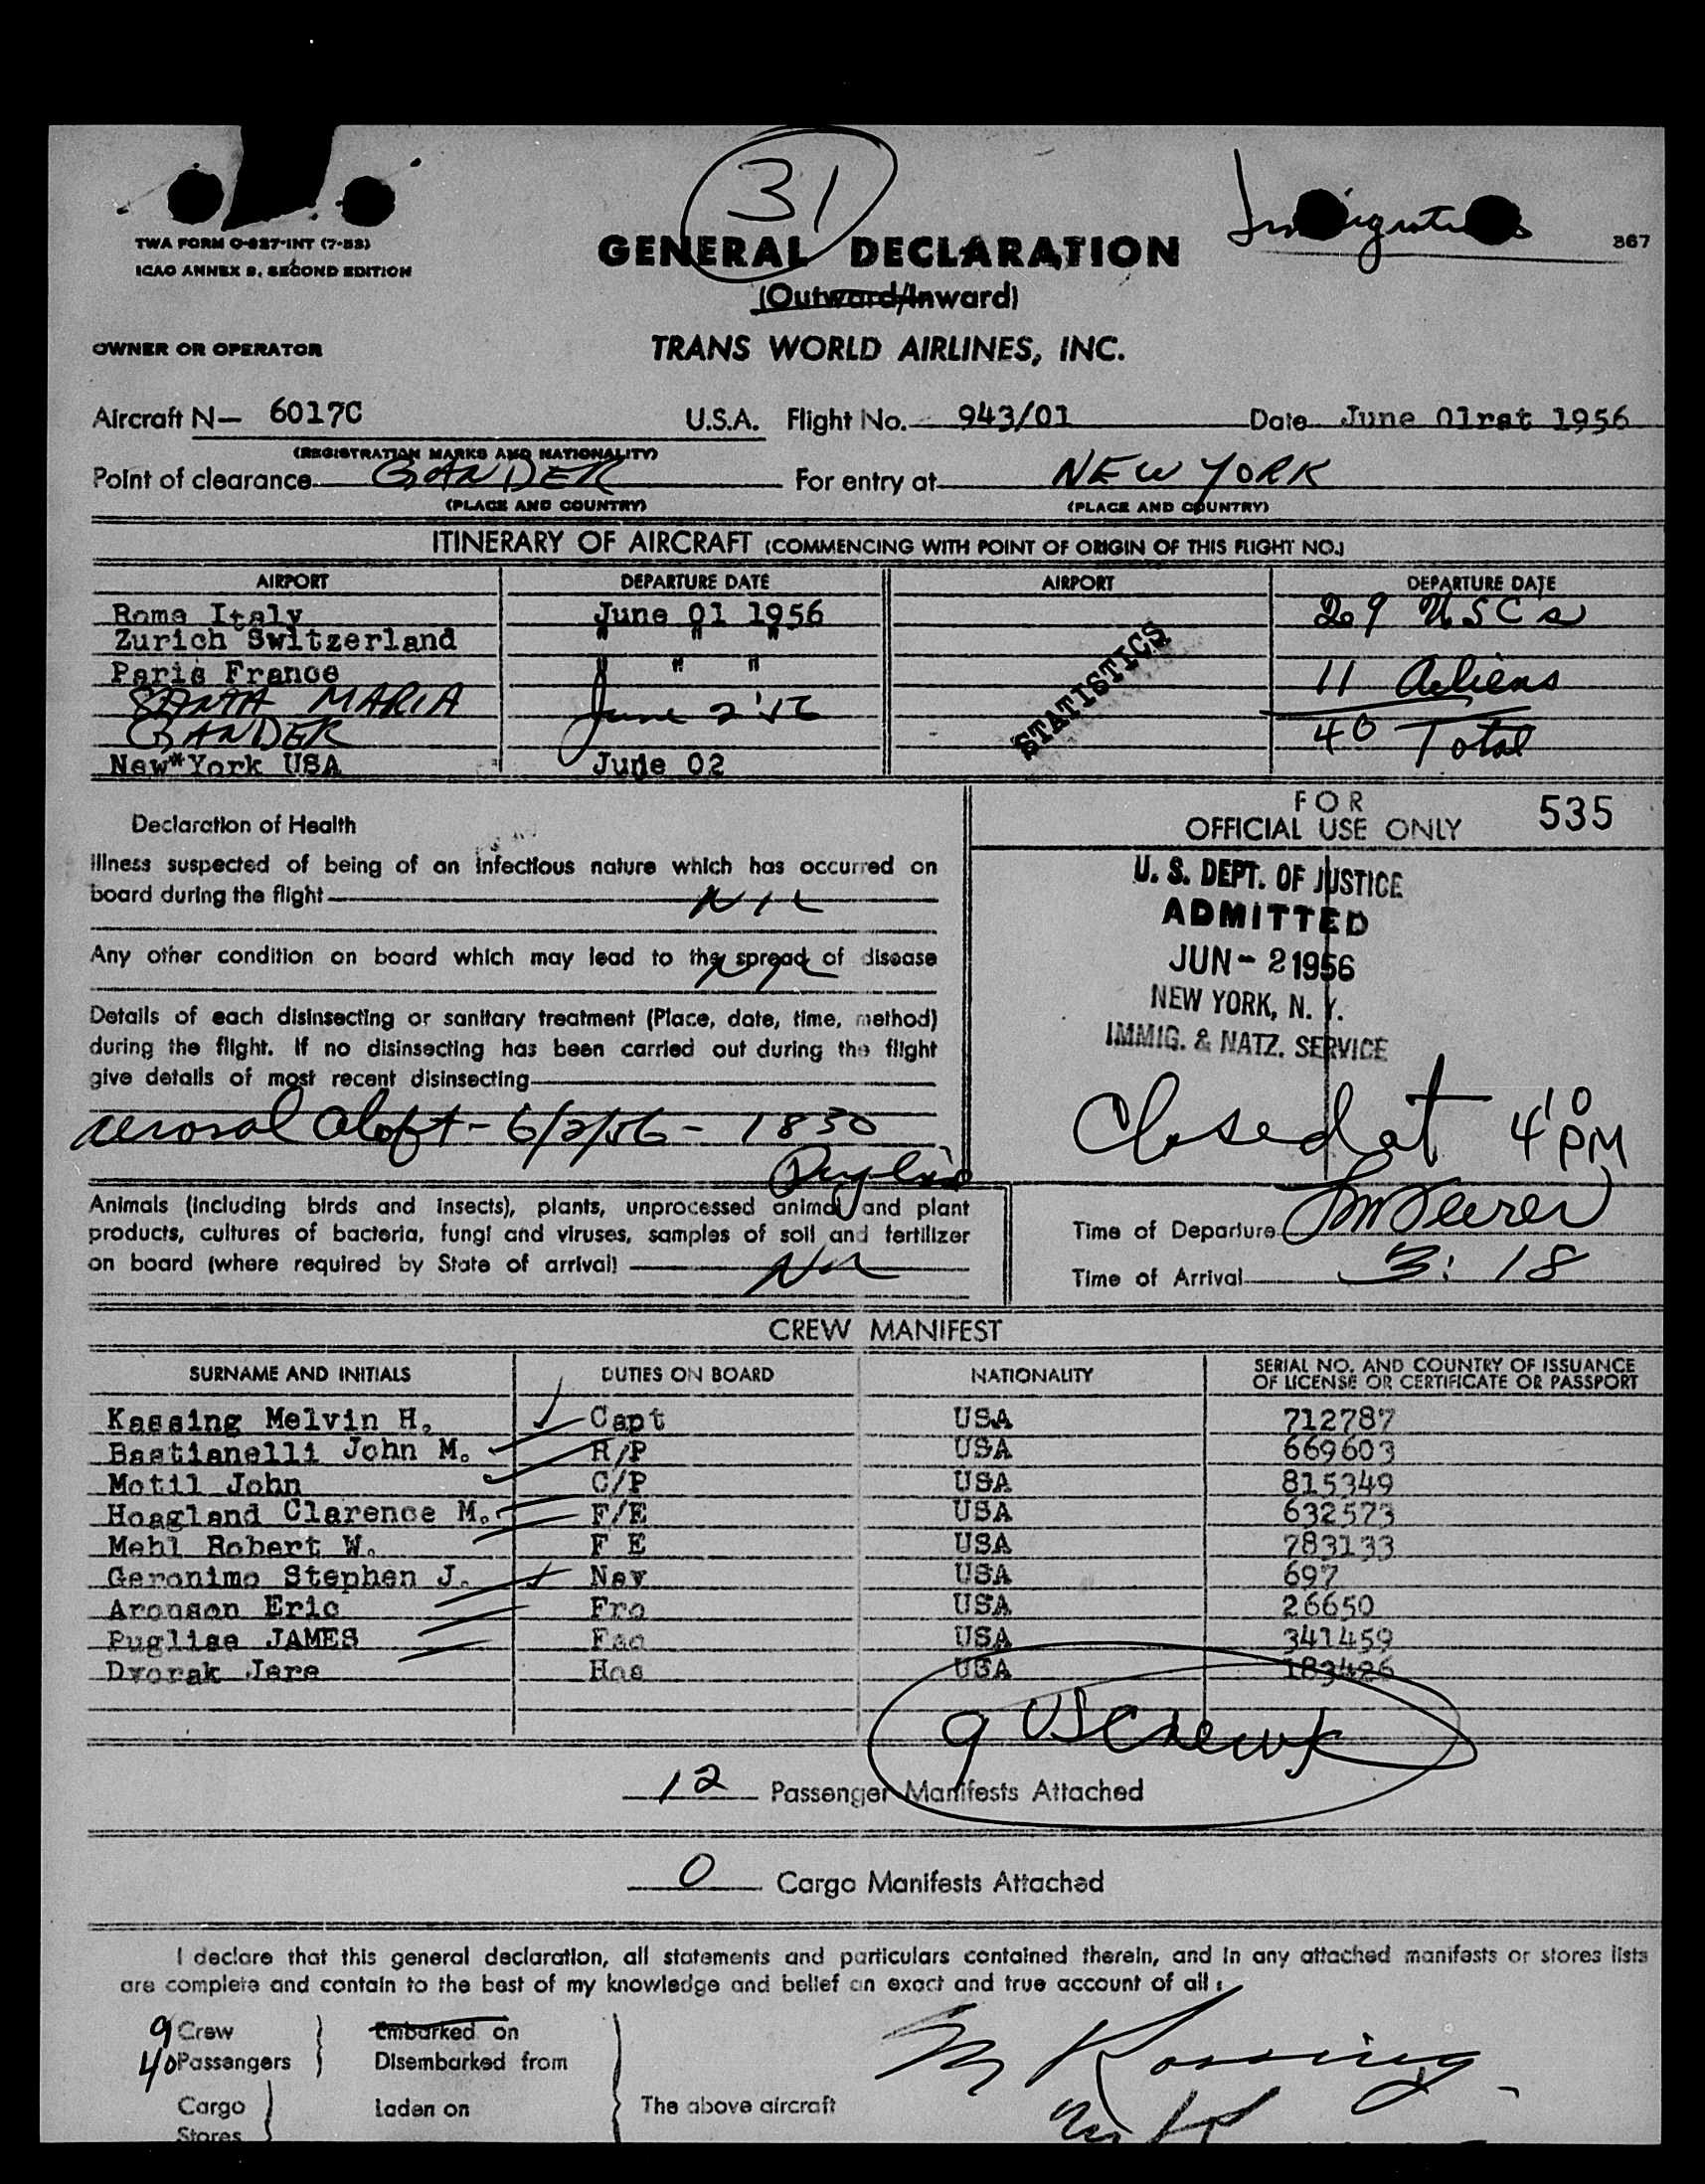 31
Immigration
TWA FORM O-827-INT (7-53)
ICAO ANNEX 9, SECOND EDITION
GENERAL DECLARATION
367
(Outward/Inward)
OWNER OR OPERATOR
TRANS WORLD AIRLINES, INC.
Aircraft N— 6017C U.S.A. Flight No. 943/01 Date June 01rst 1956
(REGISTRATION MARKS AND NATIONALITY)
Point of clearance GANDER For entry at NEW YORK
(PLACE AND COUNTRY) (PLACE AND COUNTRY)
ITINERARY OF AIRCRAFT (COMMENCING WITH POINT OF ORIGIN OF THIS FLIGHT NO.)
AIRPORT DEPARTURE DATE AIRPORT DEPARTURE DATE
Rome Italy June 01 1956 29 USC's
Zurich Switzerland " " "
Paris France " " " 11 Aliens
SANTA MARIA June 2 '56
GANDER 40 Total
New*York USA June 02
STATISTICS
FOR
OFFICIAL USE ONLY 535
Declaration of Health
Illness suspected of being of an infectious nature which has occurred on
board during the flight NIL
Any other condition on board which may lead to the spread of disease
Details of each disinsecting or sanitary treatment (Place, date, time, method)
during the flight. If no disinsecting has been carried out during the flight
give details of most recent disinsecting
aerosol aloft - 6/2/56 - 1830
Puglise
U. S. DEPT. OF JUSTICE
ADMITTED
JUN - 2 1956
NEW YORK, N. Y.
IMMIG. & NATZ. SERVICE
Closed at 4 10 PM
Animals (including birds and insects), plants, unprocessed animal and plant
products, cultures of bacteria, fungi and viruses, samples of soil and fertilizer
on board (where required by State of arrival) Nil
Time of Departure
Time of Arrival 3:18
CREW MANIFEST
SURNAME AND INITIALS DUTIES ON BOARD NATIONALITY SERIAL NO. AND COUNTRY OF ISSUANCE
OF LICENSE OR CERTIFICATE OR PASSPORT
Kassing Melvin H. Capt USA 712787
Bastianelli John M. R/P USA 669603
Motil John C/P USA 815349
Hoagland Clarence M. F/E USA 632573
Mehl Robert W. F E USA 783133
Geronimo Stephen J. Nav USA 697
Aronson Eric Fro USA 26650
Puglise JAMES Fao USA 341459
Dvorak Jare Hos USA 183426
9 US Crew
12 Passenger Manifests Attached
0 Cargo Manifests Attached
I declare that this general declaration, all statements and particulars contained therein, and in any attached manifests or stores lists
are complete and contain to the best of my knowledge and belief an exact and true account of all :
9 Crew Embarked on
40 Passengers Disembarked from
M Kassing
Cargo Laden on The above aircraft
Stores